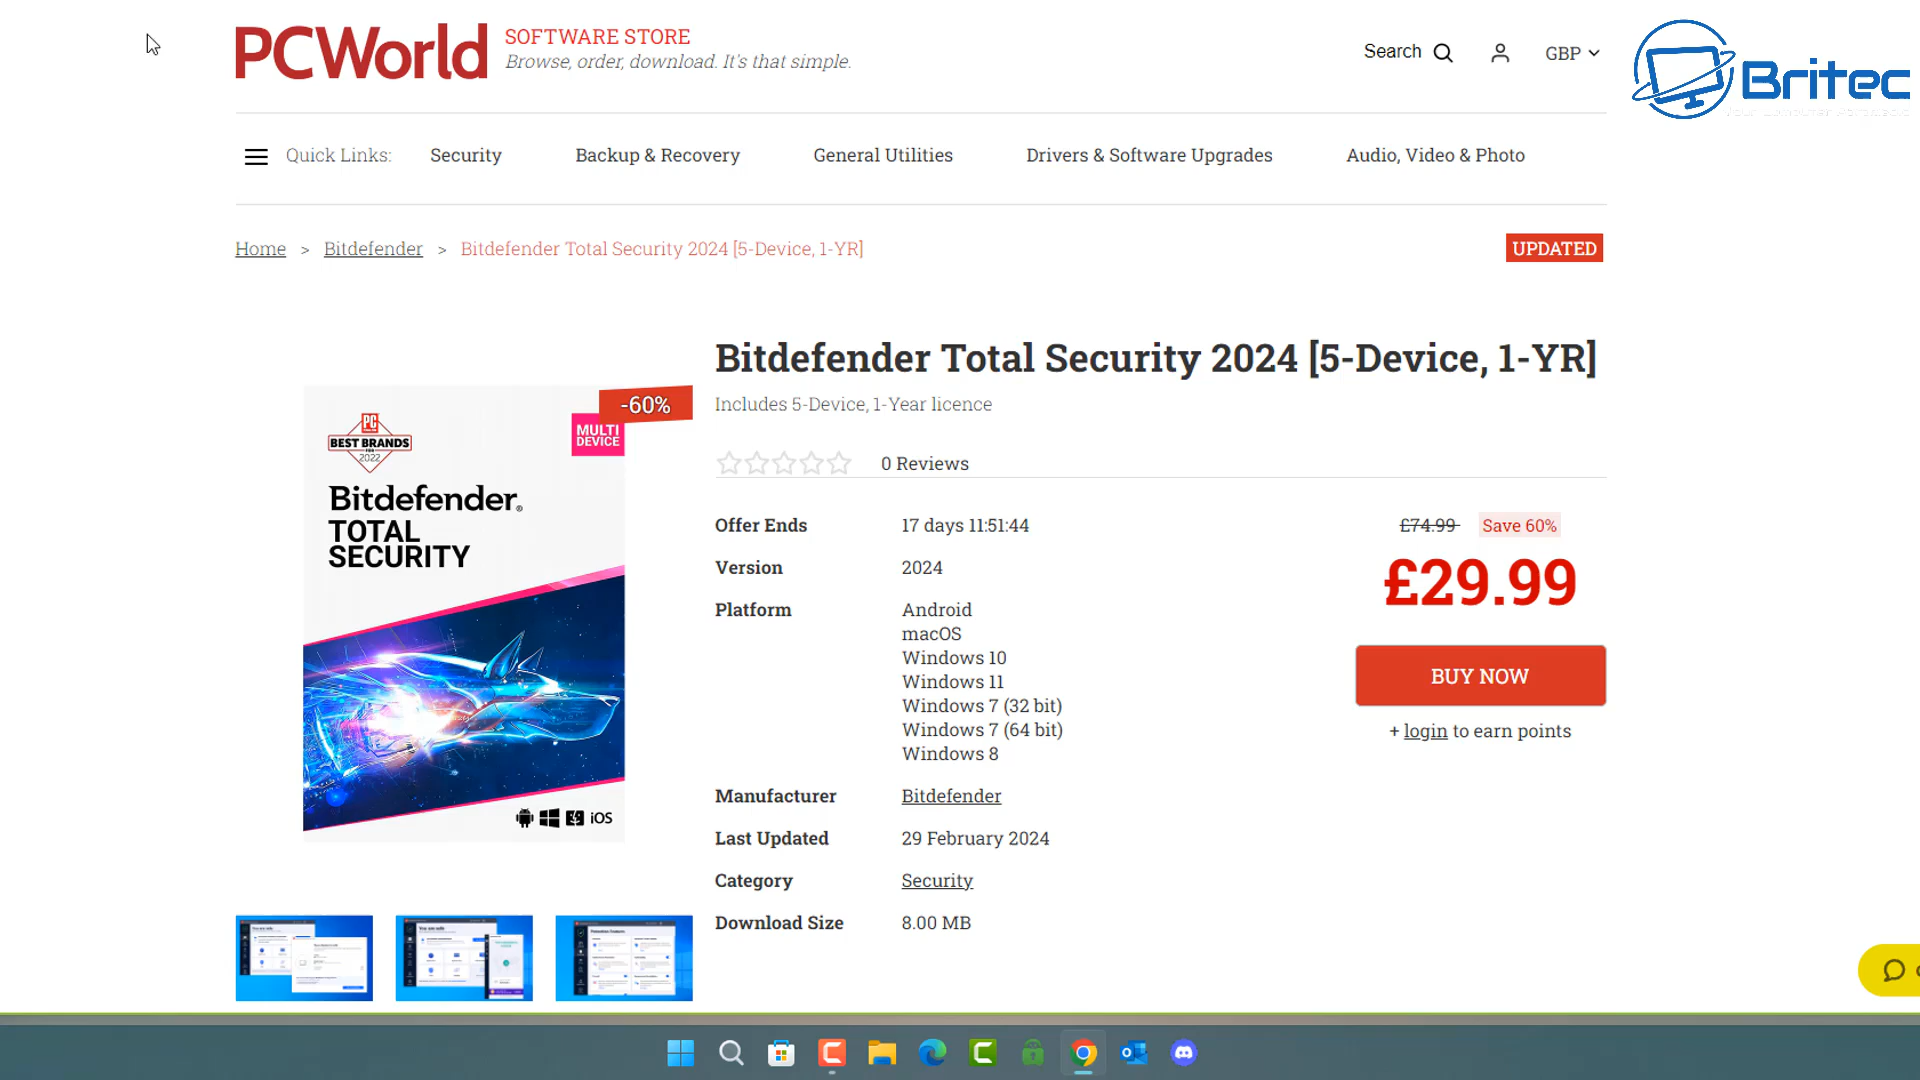 PCWorld
SOFTWARE STORE
Browse, order, download. It's that simple.
Search
GBP
Britec
Quick Links:
Security
Backup & Recovery
General Utilities
Drivers & Software Upgrades
Audio, Video & Photo
Home > Bitdefender > Bitdefender Total Security 2024 [5-Device, 1-YR]
UPDATED
Bitdefender Total Security 2024 [5-Device, 1-YR]
Includes 5-Device, 1-Year licence
0 Reviews
-60%
MULTI
DEVICE
PC
BEST BRANDS
2022
Bitdefender®
TOTAL
SECURITY
iOS
Offer Ends 17 days 11:51:44
Version 2024
Platform Android
macOS
Windows 10
Windows 11
Windows 7 (32 bit)
Windows 7 (64 bit)
Windows 8
Manufacturer Bitdefender
Last Updated 29 February 2024
Category Security
Download Size 8.00 MB
£74.99 Save 60%
£29.99
BUY NOW
+ login to earn points